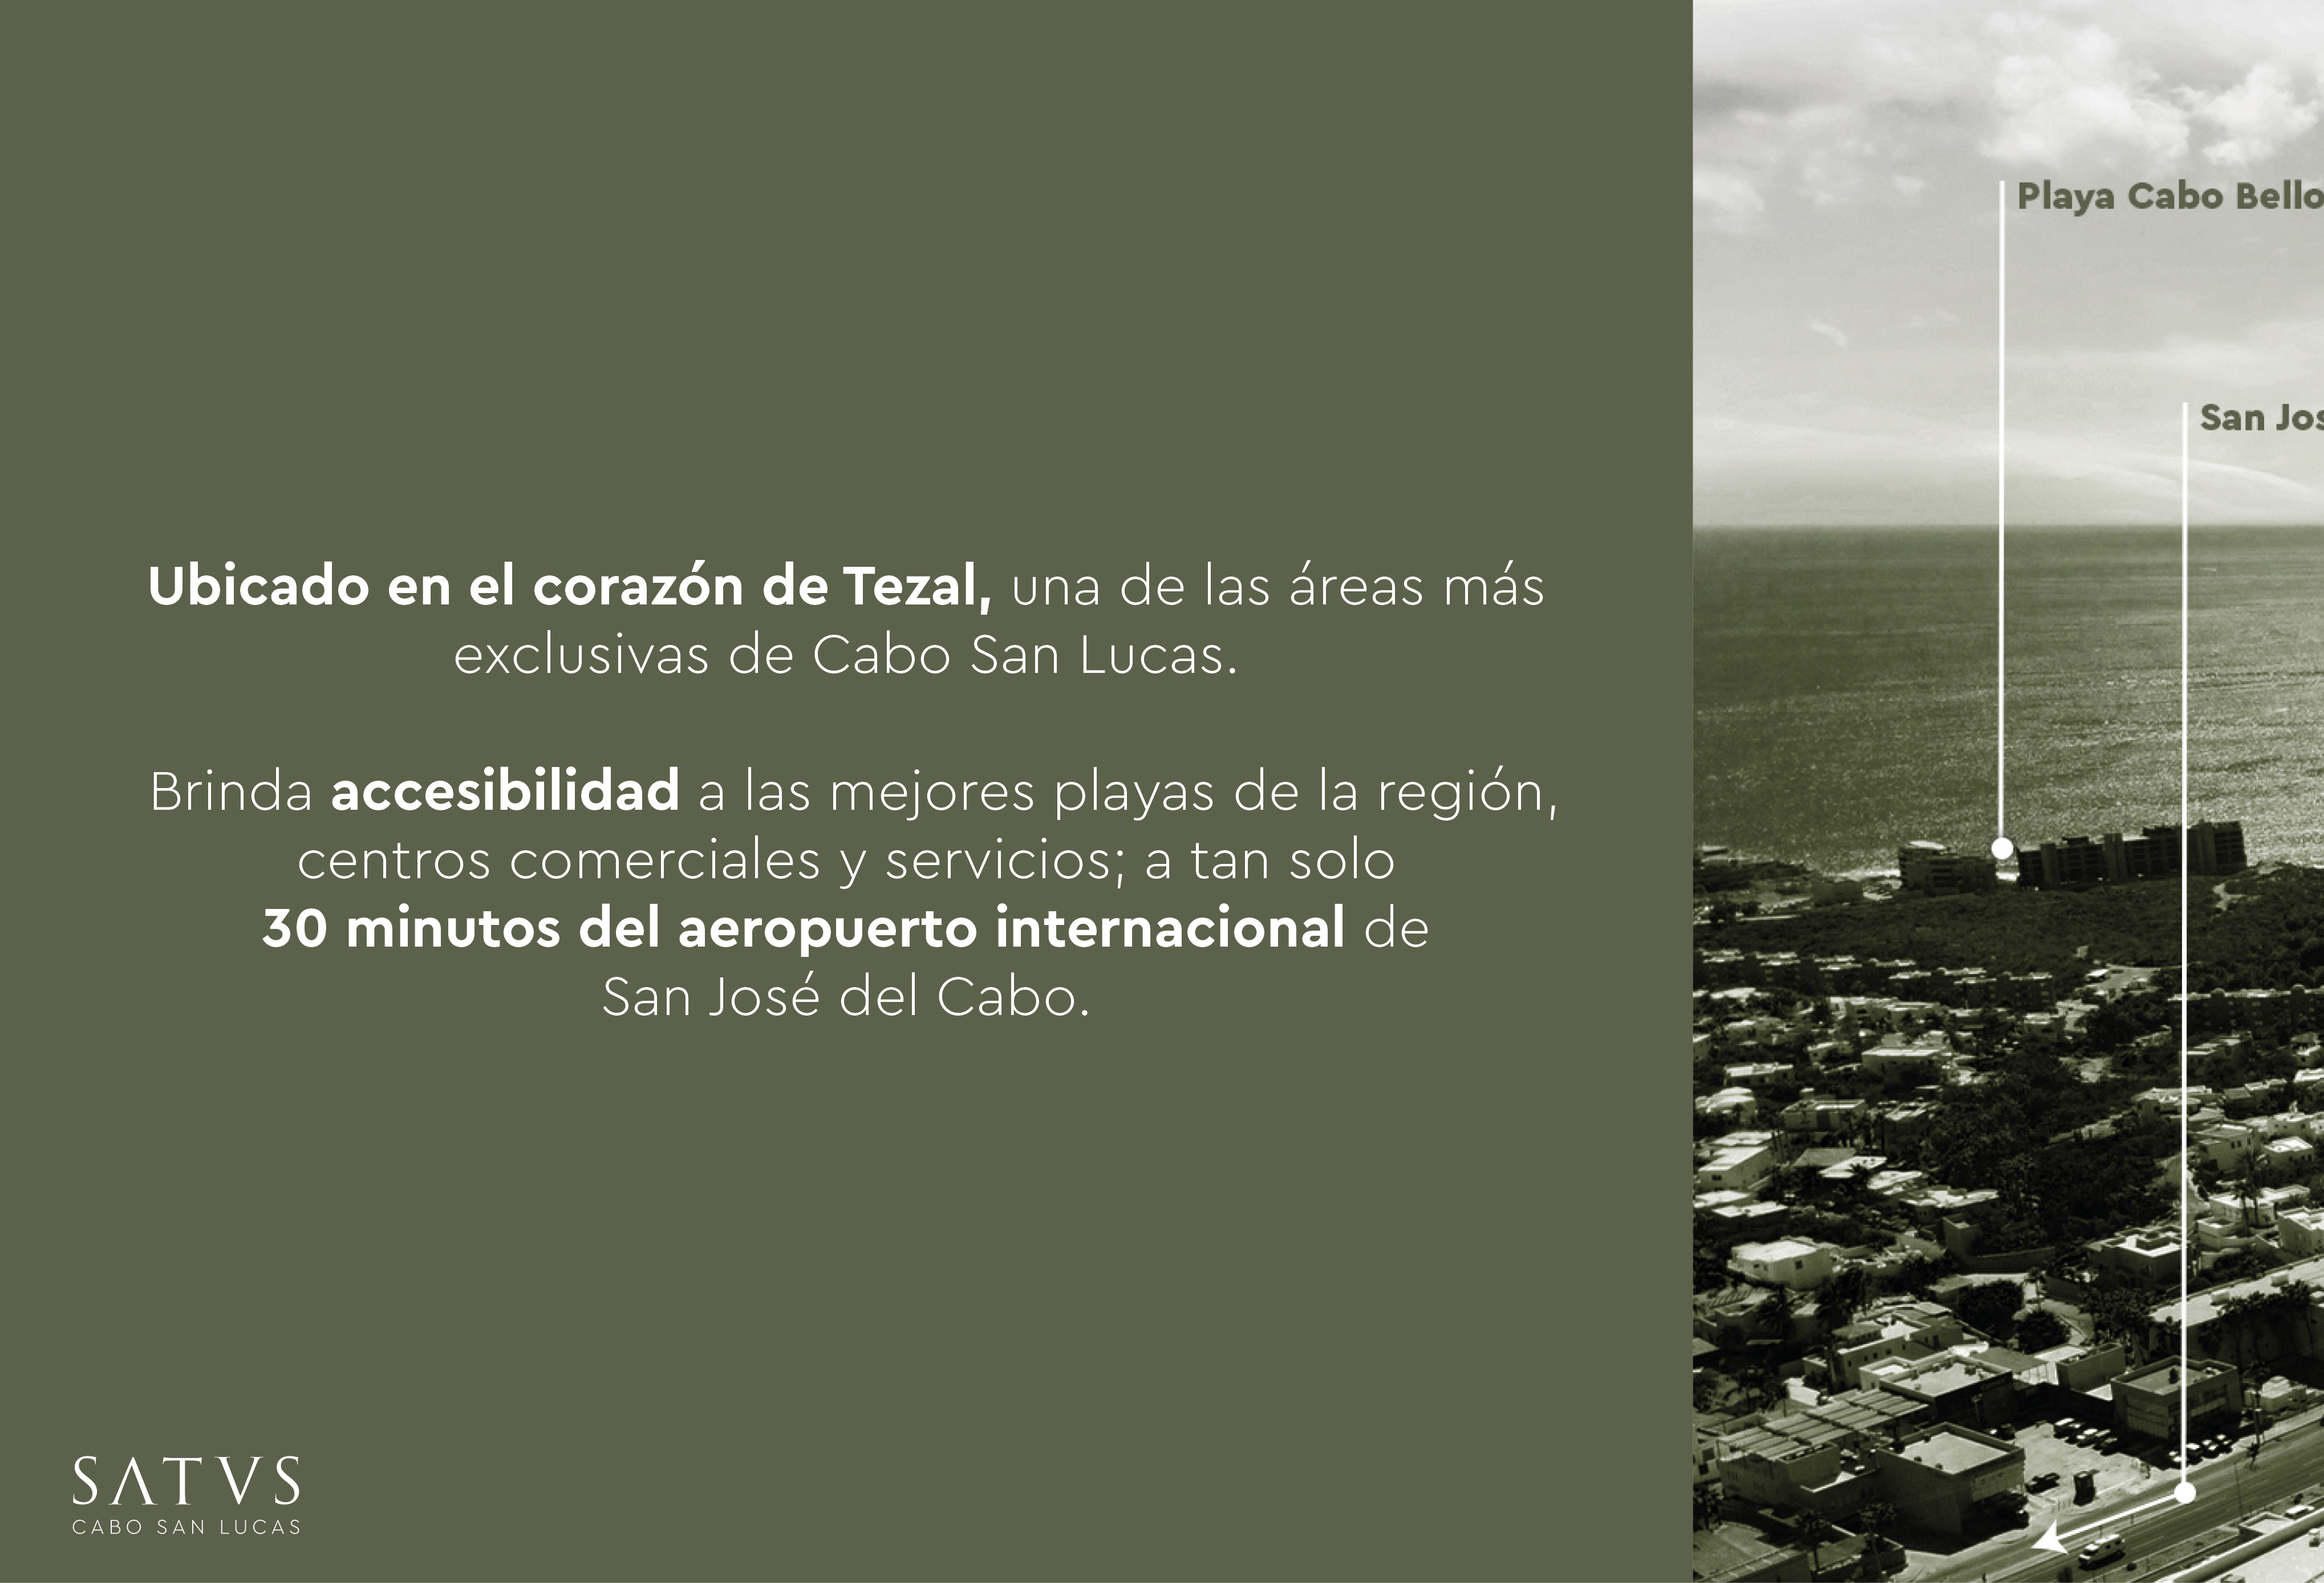 Ubicado en el corazón de Tezal, una de las áreas más
exclusivas de Cabo San Lucas.
Brinda accesibilidad a las mejores playas de la región,
centros comerciales y servicios; a tan solo
30 minutos del aeropuerto internacional de
San José del Cabo.
SATVS
CABO SAN LUCAS
Playa Cabo Bello
San